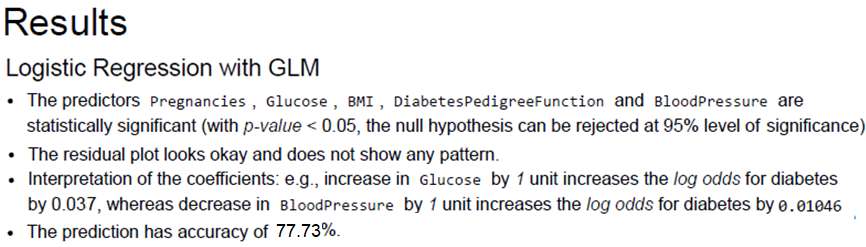 Results
Logistic Regression with GLM
• The predictors Pregnancies , Glucose , BMI , DiabetesPedigreeFunction and BloodPressure are
statistically significant (with p-value < 0.05, the null hypothesis can be rejected at 95% level of significance)
• The residual plot looks okay and does not show any pattern.
• Interpretation of the coefficients: e.g., increase in Glucose by 1 unit increases the log odds for diabetes
by 0.037, whereas decrease in BloodPressure by 1 unit increases the log odds for diabetes by 0.01046 .
• The prediction has accuracy of 77.73%.